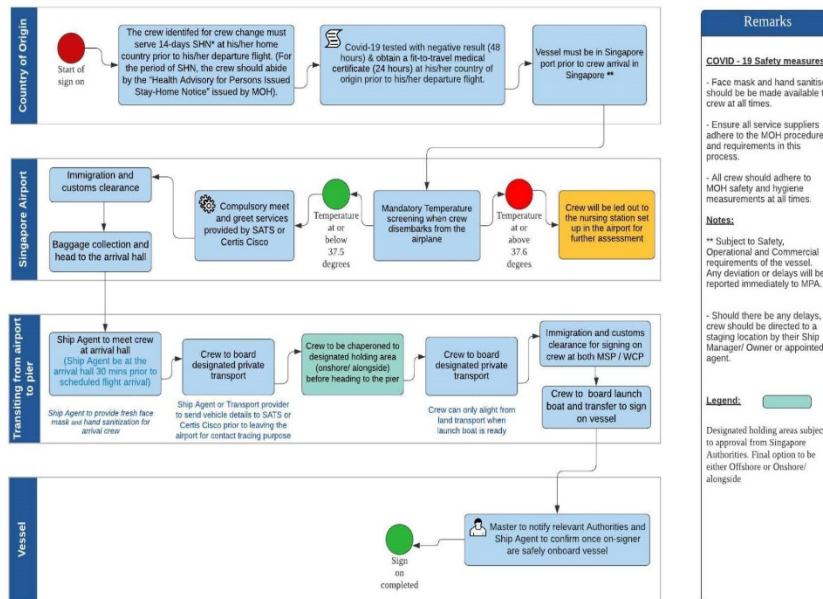 Country of Origin
Start of
sign on
The crew identifed for crew change must
serve 14-days SHN* at his/her home
country prior to his/her departure flight. (For
the period of SHN, the crew should abide
by the "Health Advisory for Persons Issued
Stay-Home Notice" issued by MOH).
Covid-19 tested with negative result (48
hours) & obtain a fit-to-travel medical
certificate (24 hours) at his/her country of
origin prior to his/her departure flight.
Vessel must be in Singapore
port prior to crew arrival in
Singapore **
Singapore Airport
Immigration and
customs clearance
Baggage collection and
head to the arrival hall
Compulsory meet
and greet services
provided by SATS or
Certis Cisco
Temperature
at or
below
37.5
degrees
Mandatory Temperature
screening when crew
disembarks from the
airplane
Temperature
at or
above
37.6
degrees
Crew will be led out to
the nursing station set
up in the airport for
further assessment
Transiting from airport
to pier
Ship Agent to meet crew
at arrival hall
(Ship Agent be at the
arrival hall 30 mins prior to
scheduled flight arrival)
Ship Agent to provide fresh face
mask and hand sanitization for
arrival crew
Crew to board
designated private
transport
Ship Agent or Transport provider
to send vehicle details to SATS or
Certis Cisco prior to leaving the
airport for contact tracing purpose
Crew to be chaperoned to
designated holding area
(onshore/ alongside)
before heading to the pier
Crew to board
designated private
transport
Crew can only alight from
land transport when
launch boat is ready
Immigration and customs
clearance for signing on
crew at both MSP / WCP
Crew to board launch
boat and transfer to sign
on vessel
Vessel
Sign
on
completed
Master to notify relevant Authorities and
Ship Agent to confirm once on-signer
are safely onboard vessel
Remarks
COVID - 19 Safety measures
- Face mask and hand sanitise
should be be made available t
crew at all times.
- Ensure all service suppliers
adhere to the MOH procedure
and requirements in this
process.
- All crew should adhere to
MOH safety and hygiene
measurements at all times.
Notes:
** Subject to Safety,
Operational and Commercial
requirements of the vessel.
Any deviation or delays will be
reported immediately to MPA.
- Should there be any delays,
crew should be directed to a
staging location by their Ship
Manager/ Owner or appointed
agent.
Legend:
Designated holding areas subjec
to approval from Singapore
Authorities. Final option to be
either Offshore or Onshore/
alongside